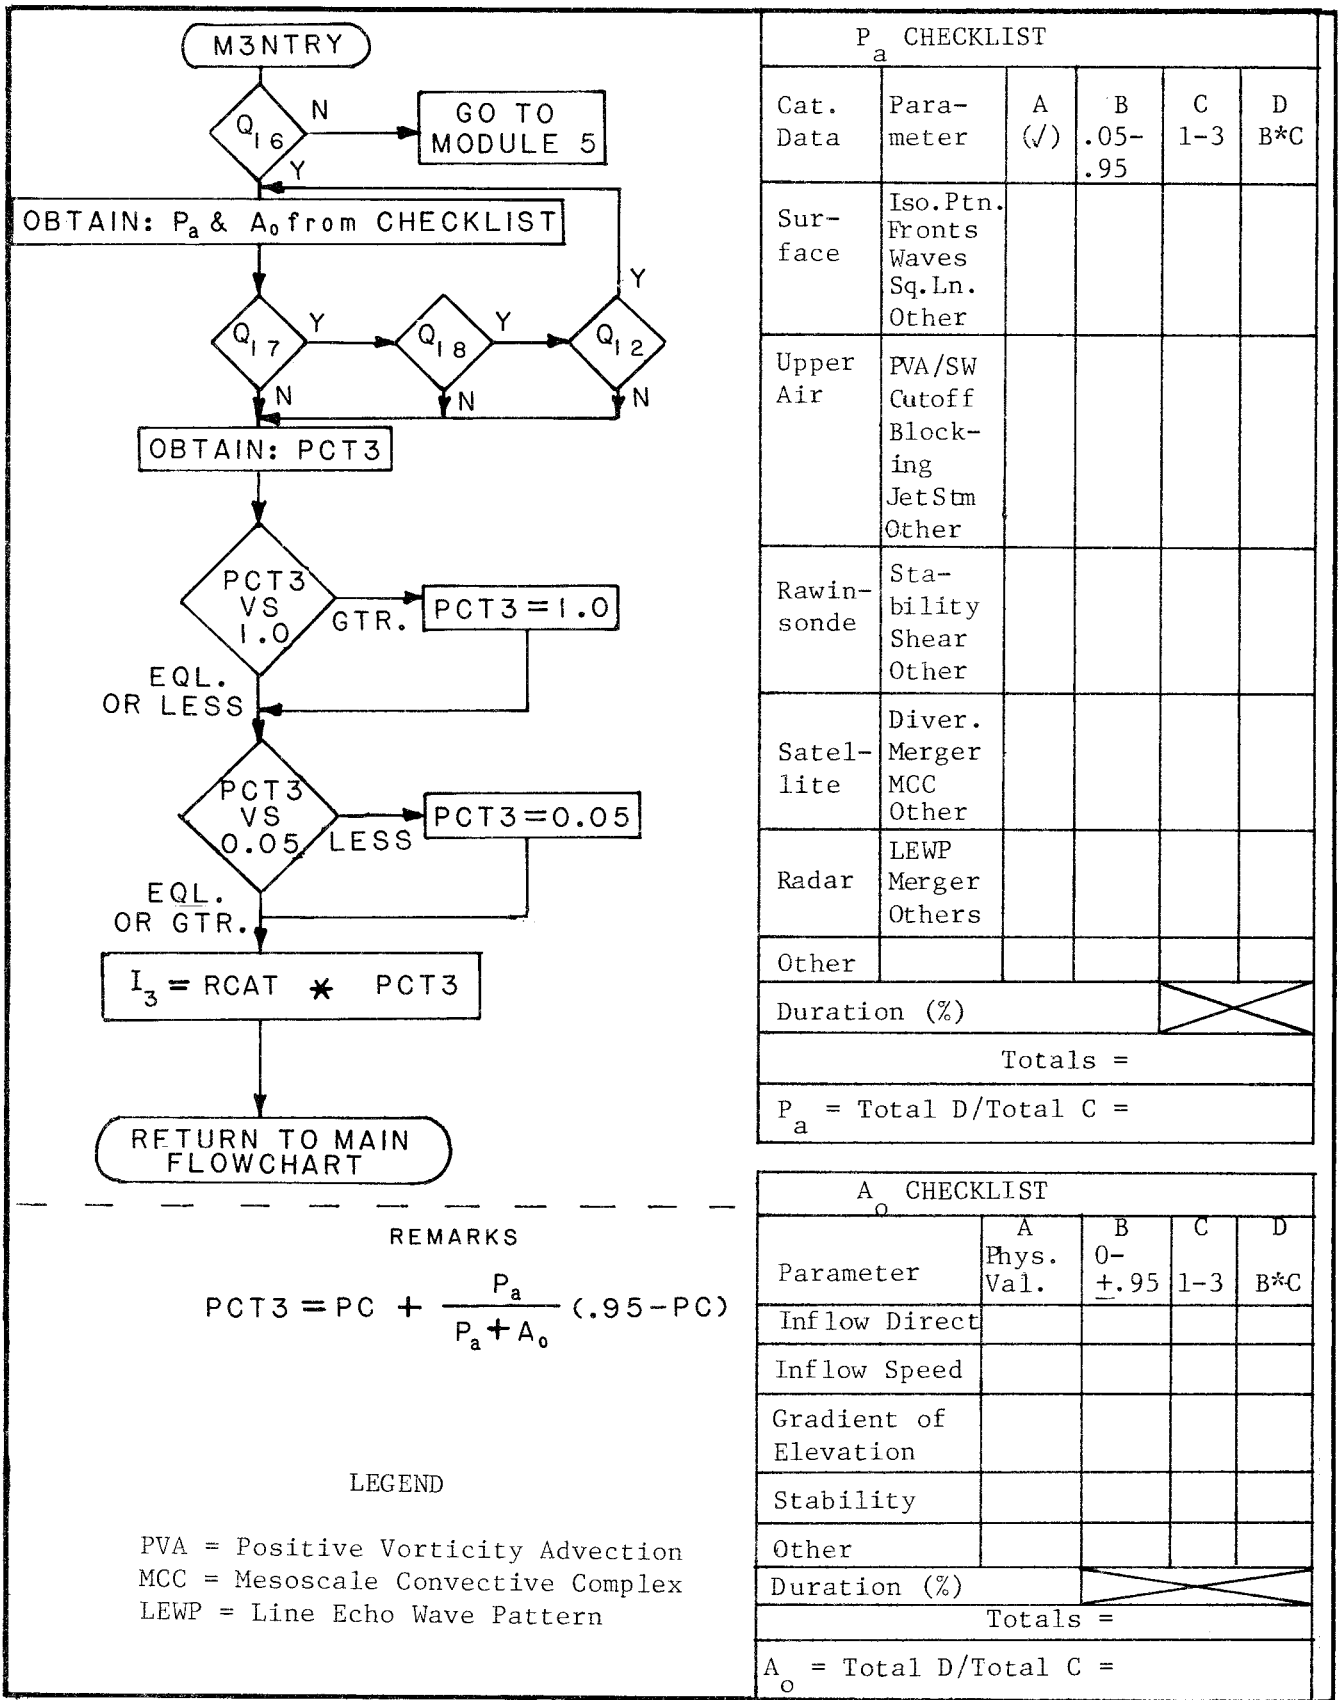 M3NTRY
Q16
N
GO TO
MODULE 5
Y
OBTAIN: Pa & Ao from CHECKLIST
Y
Q17
Y
Q18
Y
Q12
N
N
N
OBTAIN: PCT3
PCT3
VS
1.0
GTR.
PCT3=1.0
EQL.
OR LESS
PCT3
VS
0.05
LESS
PCT3=0.05
EQL.
OR GTR.
I3 = RCAT * PCT3
RETURN TO MAIN
FLOWCHART
REMARKS
PCT3 = PC + Pa / (Pa + Ao) (.95-PC)
LEGEND
PVA = Positive Vorticity Advection
MCC = Mesoscale Convective Complex
LEWP = Line Echo Wave Pattern
Pa CHECKLIST
Cat. Para- A B C D
Data meter (√) .05- 1-3 B*C
.95
Sur-
face
Iso.Ptn.
Fronts
Waves
Sq.Ln.
Other
Upper
Air
PVA/SW
Cutoff
Block-
ing
JetStm
Other
Rawin-
sonde
Sta-
bility
Shear
Other
Satel-
lite
Diver.
Merger
MCC
Other
Radar
LEWP
Merger
Others
Other
Duration (%)
Totals =
Pa = Total D/Total C =
Ao CHECKLIST
A B C D
Phys. 0-
Parameter Val. ±.95 1-3 B*C
Inflow Direct
Inflow Speed
Gradient of
Elevation
Stability
Other
Duration (%)
Totals =
Ao = Total D/Total C =